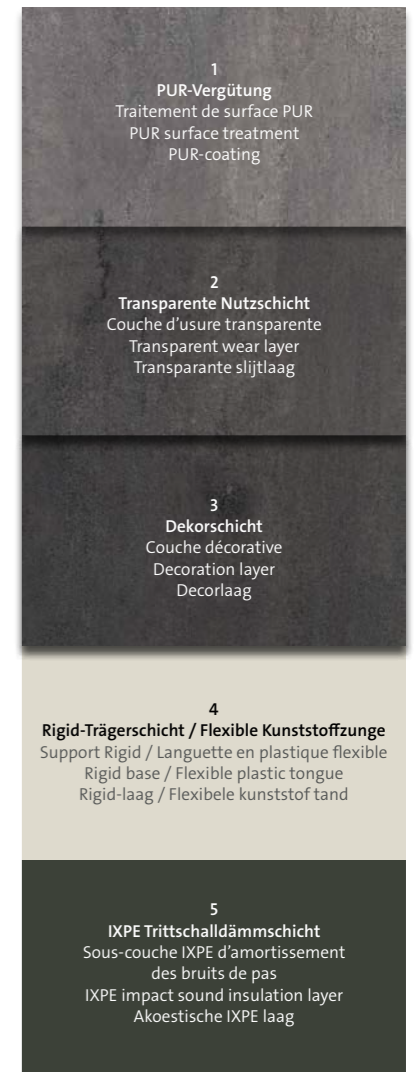 1
PUR-Vergütung
Traitement de surface PUR
PUR surface treatment
PUR-coating
2
Transparente Nutzschicht
Couche d'usure transparente
Transparent wear layer
Transparante slijtlaag
3
Dekorschicht
Couche décorative
Decoration layer
Decorlaag
4
Rigid-Trägerschicht / Flexible Kunststoffzunge
Support Rigid / Languette en plastique flexible
Rigid base / Flexible plastic tongue
Rigid-laag / Flexibele kunststof tand
5
IXPE Trittschalldämmschicht
Sous-couche IXPE d'amortissement
des bruits de pas
IXPE impact sound insulation layer
Akoestische IXPE laag